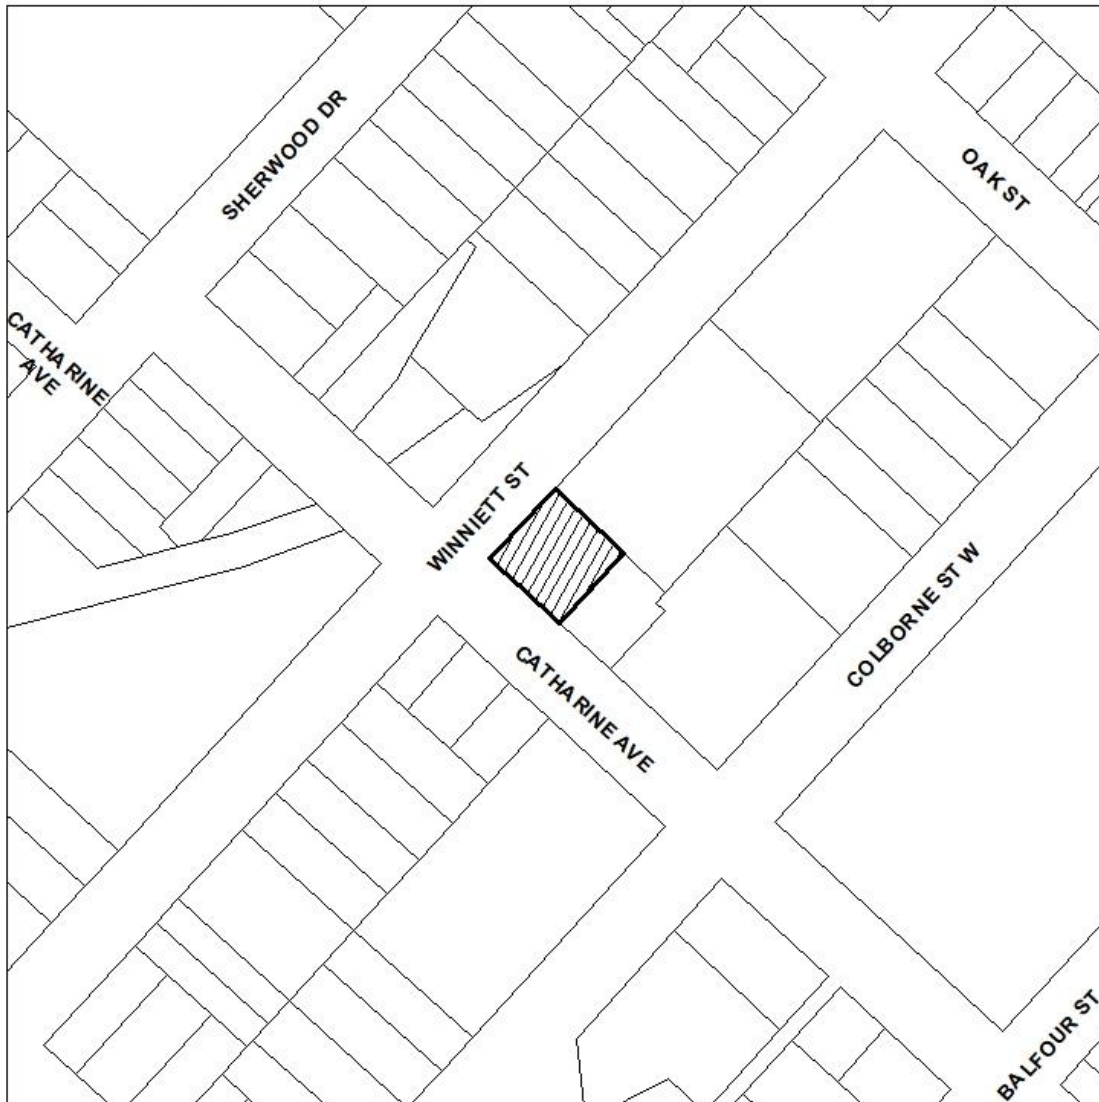 SHERWOOD DR
OAK ST
CATHARINE
AVE
WINNIETT ST
COLBORNE ST W
CATHARINE AVE
BALFOUR ST